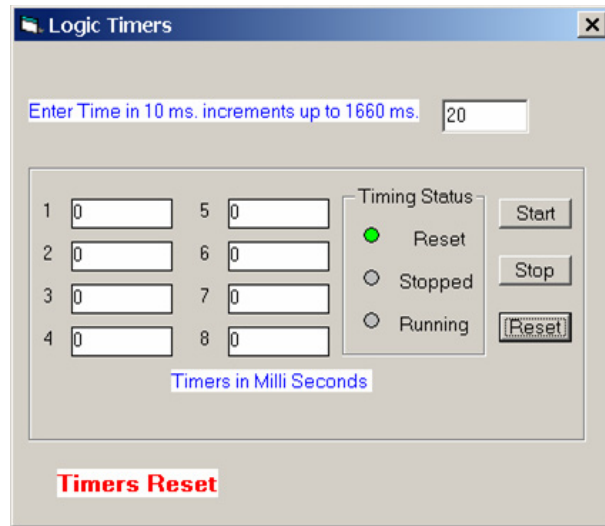 Logic Timers
Enter Time in 10 ms. increments up to 1660 ms. 20
1 0 5 0
2 0 6 0
3 0 7 0
4 0 8 0
Timing Status
Reset
Stopped
Running
Start
Stop
Reset
Timers in Milli Seconds
Timers Reset